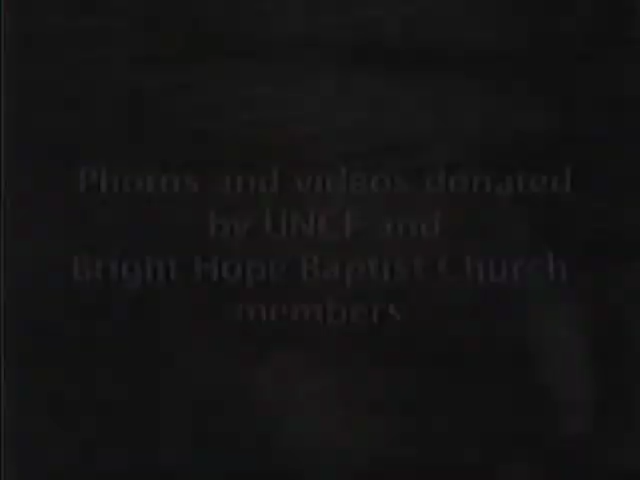 Photos and videos donated
by UNCF and
Bright Hope Baptist Church
members